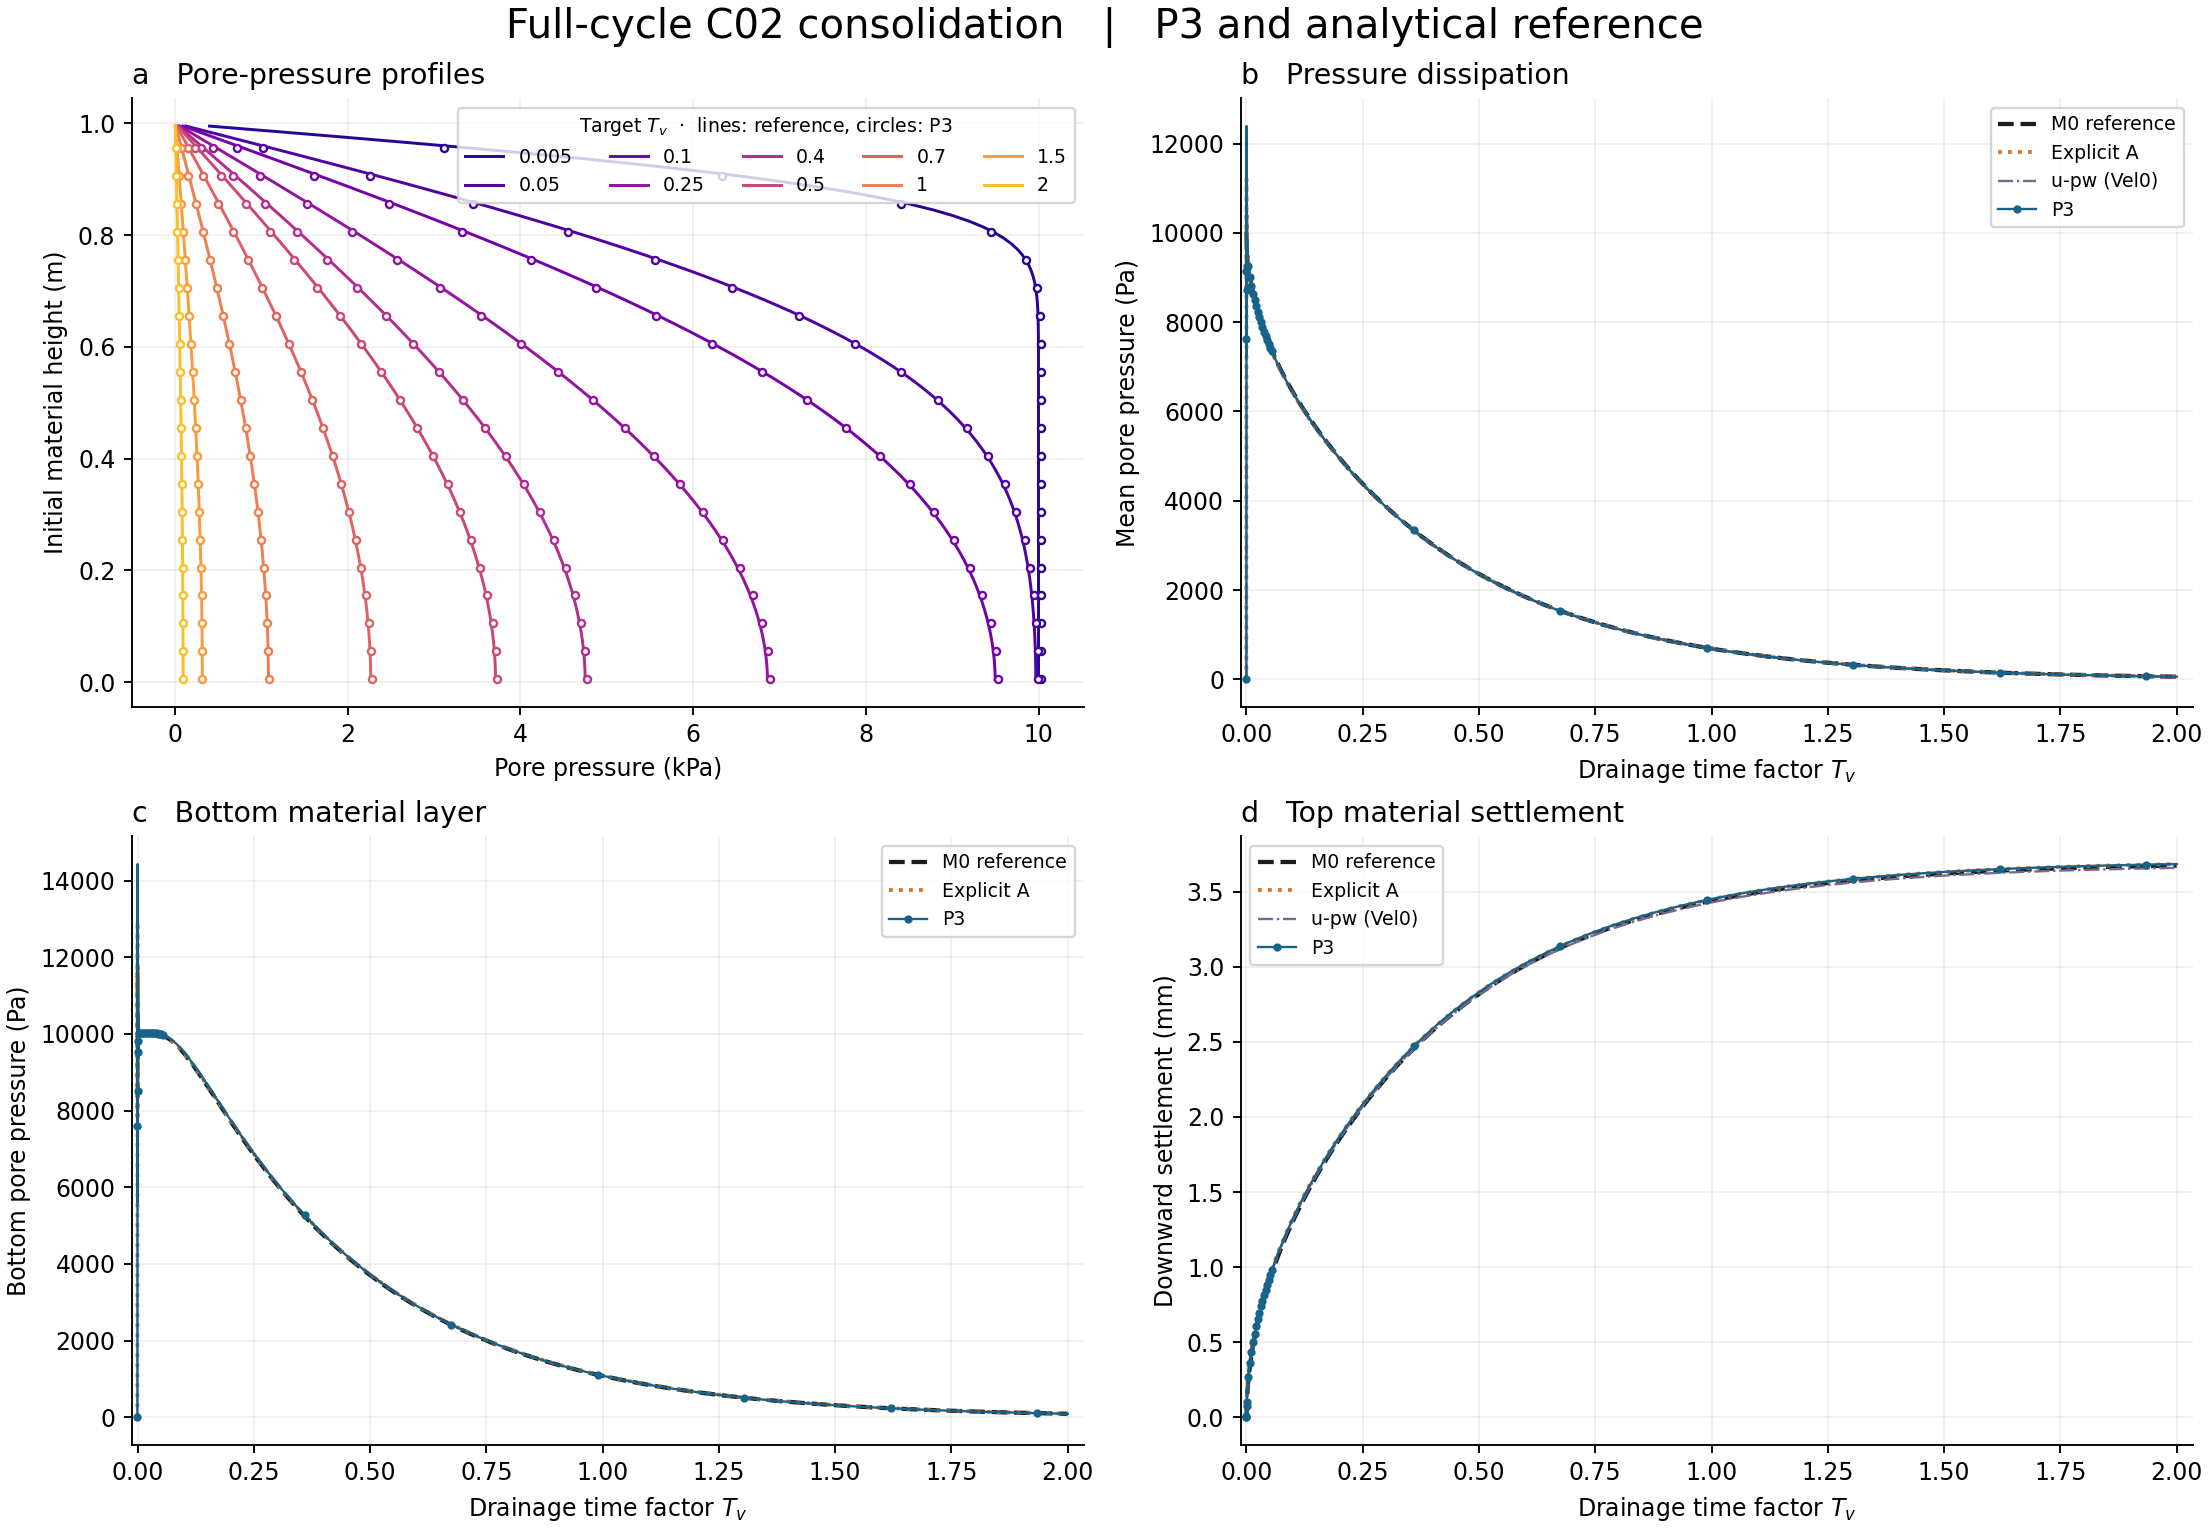 Full-cycle C02 consolidation | P3 and analytical reference
a Pore-pressure profiles
Target Tv · lines: reference, circles: P3
0.005 0.1 0.4 0.7 1.5
0.05 0.25 0.5 1 2
1.0
0.8
0.6
0.4
0.2
0.0
Initial material height (m)
0 2 4 6 8 10
Pore pressure (kPa)
b Pressure dissipation
M0 reference
Explicit A
u-pw (Vel0)
P3
12000
10000
8000
6000
4000
2000
0
Mean pore pressure (Pa)
0.00 0.25 0.50 0.75 1.00 1.25 1.50 1.75 2.00
Drainage time factor Tv
c Bottom material layer
M0 reference
Explicit A
P3
14000
12000
10000
8000
6000
4000
2000
0
Bottom pore pressure (Pa)
0.00 0.25 0.50 0.75 1.00 1.25 1.50 1.75 2.00
Drainage time factor Tv
d Top material settlement
M0 reference
Explicit A
u-pw (Vel0)
P3
3.5
3.0
2.5
2.0
1.5
1.0
0.5
0.0
Downward settlement (mm)
0.00 0.25 0.50 0.75 1.00 1.25 1.50 1.75 2.00
Drainage time factor Tv